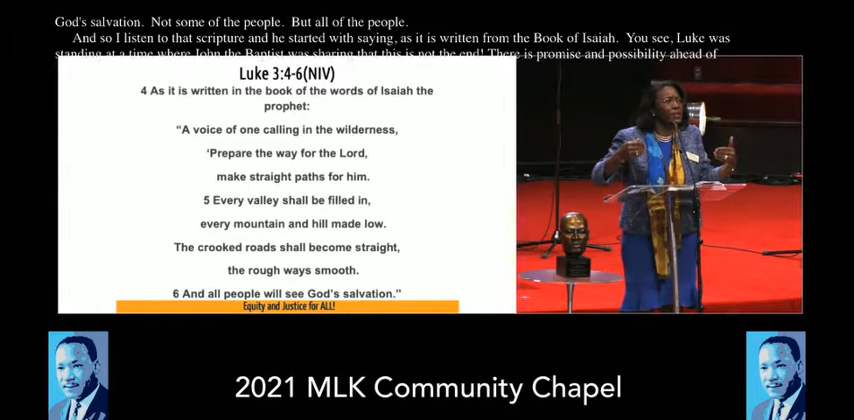 God's salvation.  Not some of the people.  But all of the people.
And so I listen to that scripture and he started with saying, as it is written from the Book of Isaiah.  You see, Luke was
standing at a time where John the Baptist was sharing that this is not the end! There is promise and possibility ahead of
Luke 3:4-6(NIV)
4 As it is written in the book of the words of Isaiah the
prophet:
“A voice of one calling in the wilderness,
‘Prepare the way for the Lord,
make straight paths for him.
5 Every valley shall be filled in,
every mountain and hill made low.
The crooked roads shall become straight,
the rough ways smooth.
6 And all people will see God’s salvation.”
Equity and Justice for ALL!
2021 MLK Community Chapel